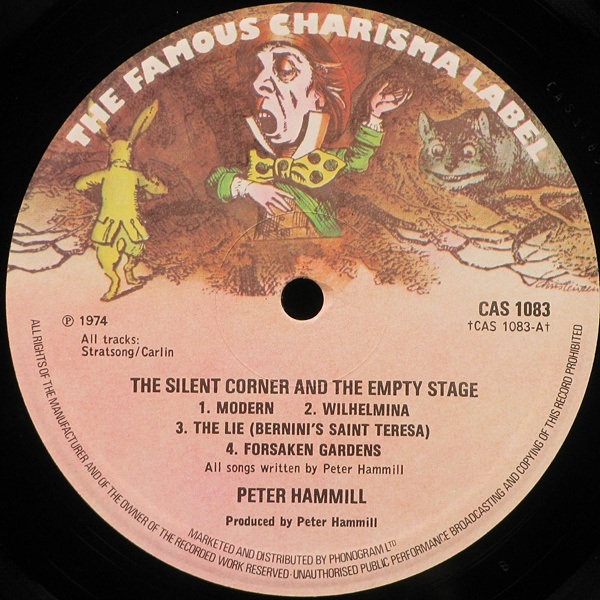 THE FAMOUS CHARISMA LABEL
℗ 1974
All tracks:
Stratsong/Carlin
CAS 1083
†CAS 1083-A†
THE SILENT CORNER AND THE EMPTY STAGE
1. MODERN 2. WILHELMINA
3. THE LIE (BERNINI'S SAINT TERESA)
4. FORSAKEN GARDENS
All songs written by Peter Hammill
PETER HAMMILL
Produced by Peter Hammill
MARKETED AND DISTRIBUTED BY PHONOGRAM LTD
ALL RIGHTS OF THE MANUFACTURER AND OF THE OWNER OF THE RECORDED WORK RESERVED·UNAUTHORISED PUBLIC PERFORMANCE BROADCASTING AND COPYING OF THIS RECORD PROHIBITED